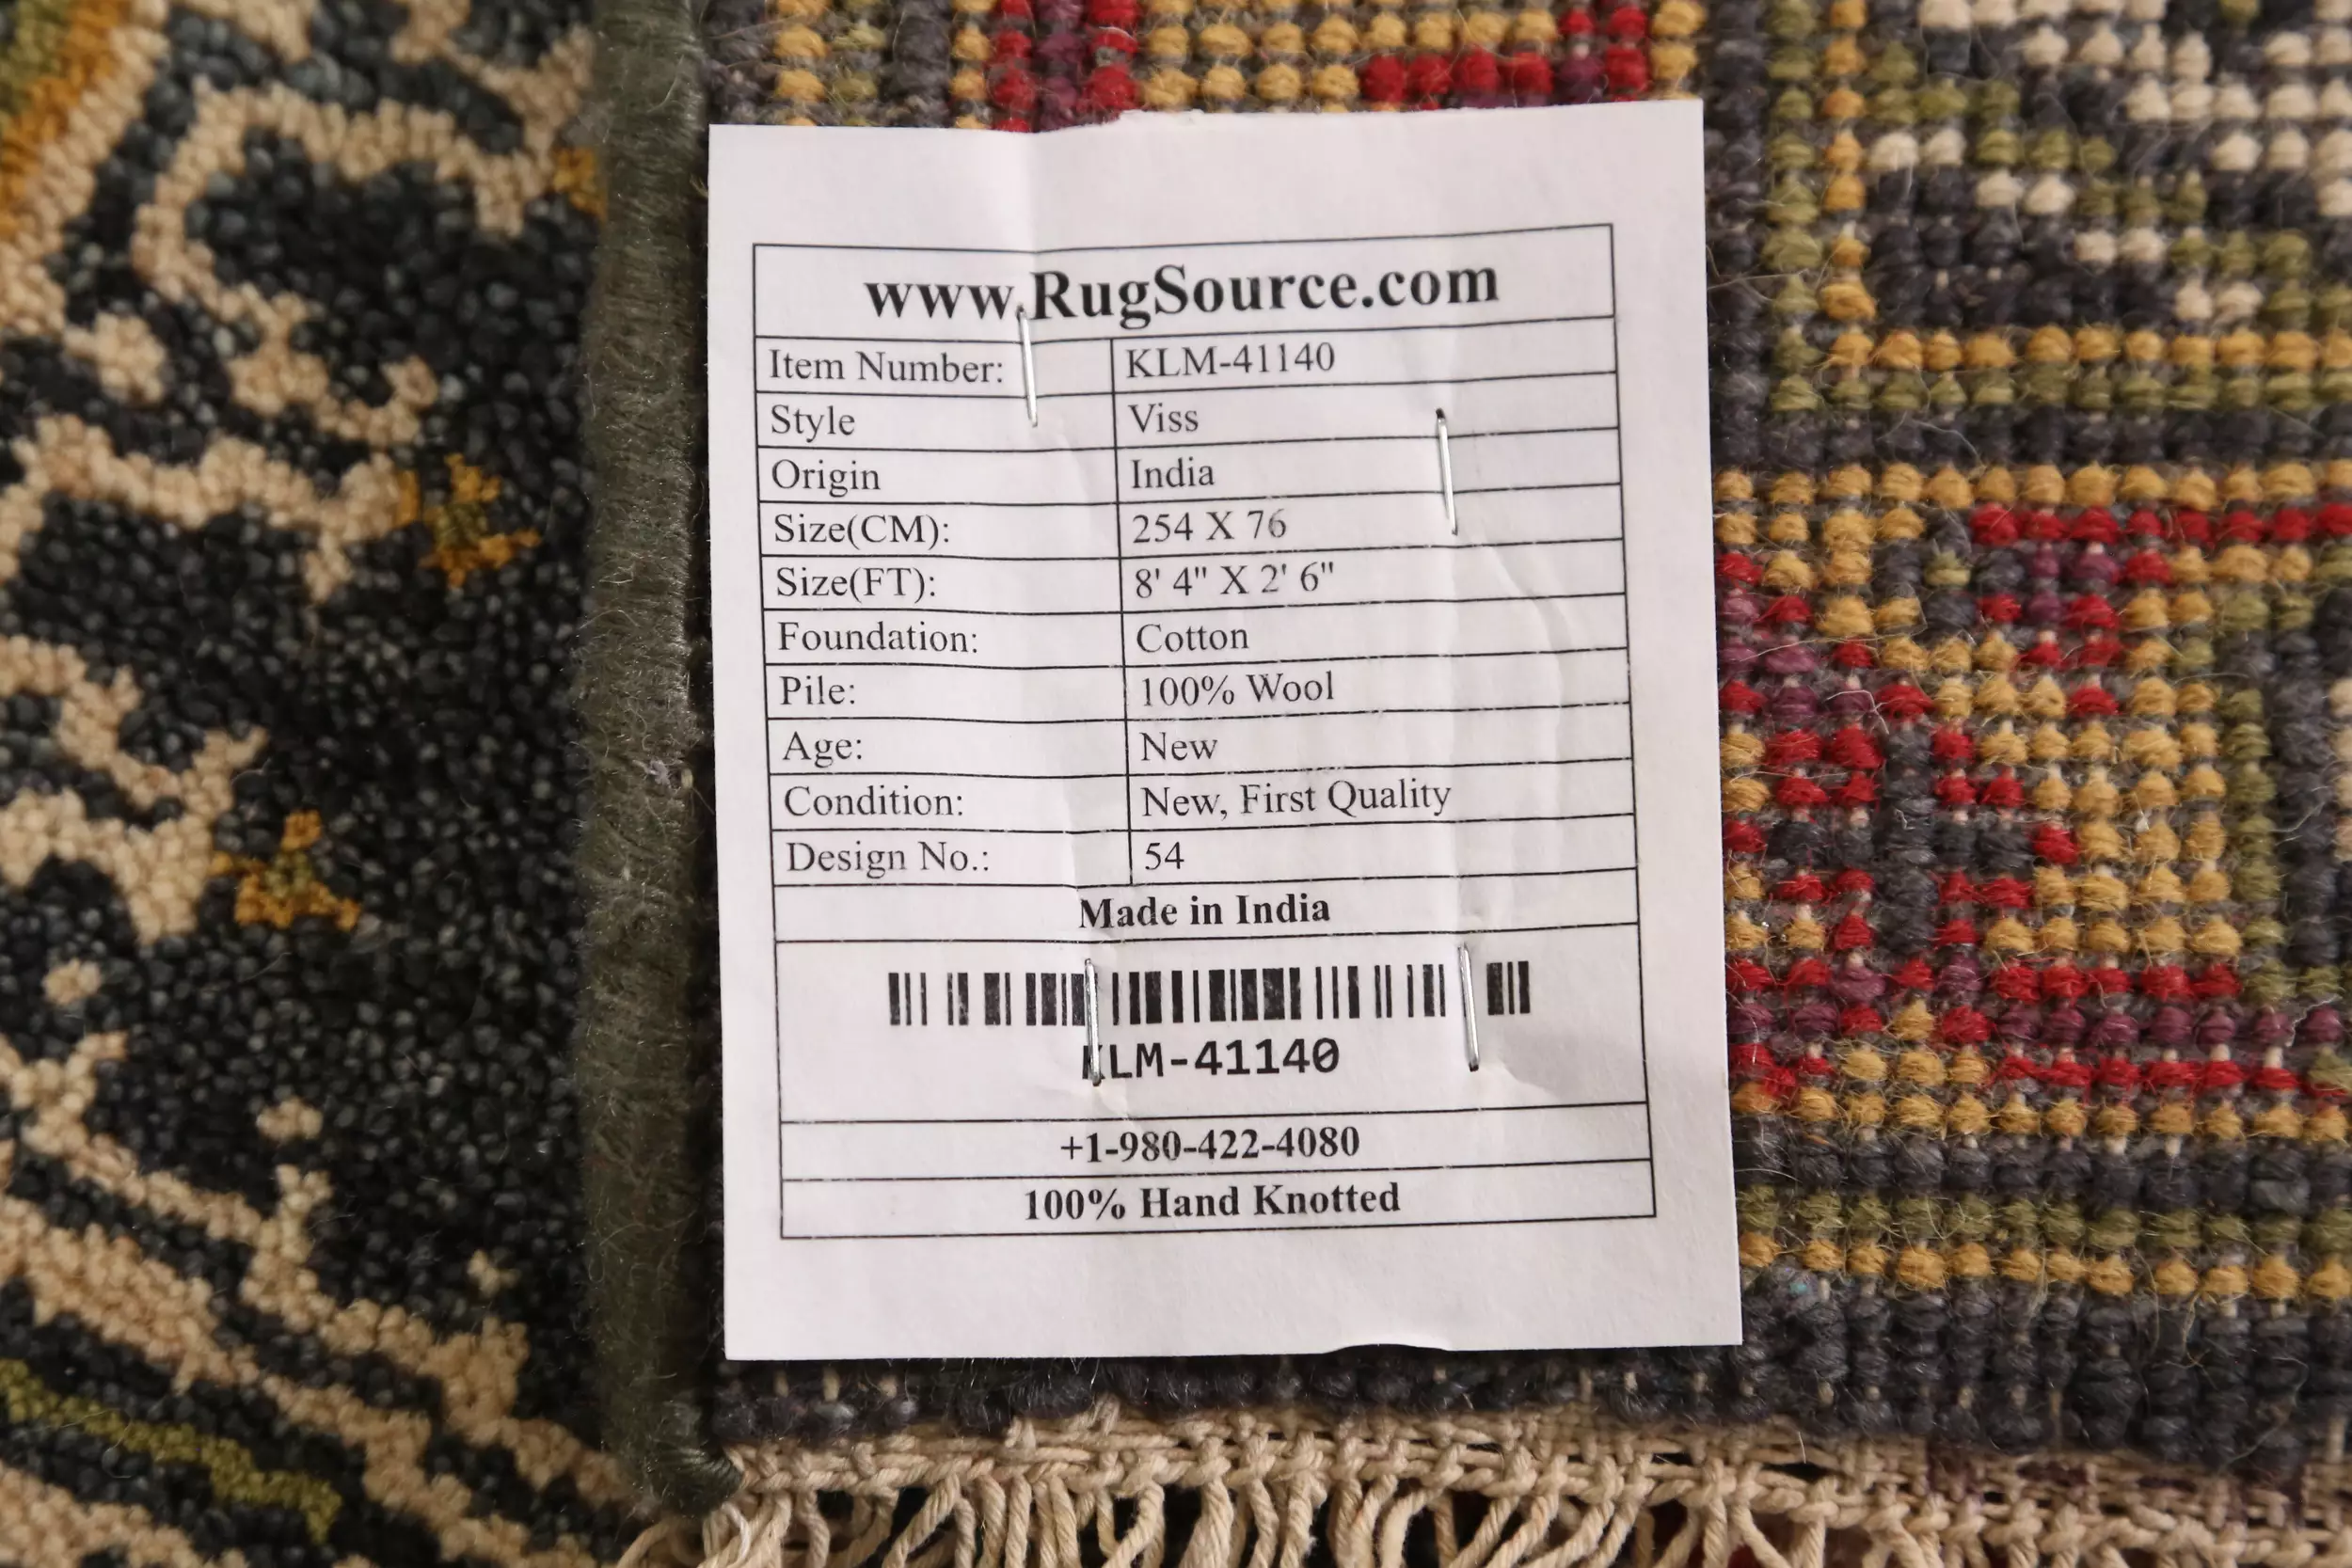 www.RugSource.com
Item Number: KLM-41140
Style Viss
Origin India
Size(CM): 254 X 76
Size(FT): 8' 4" X 2' 6"
Foundation: Cotton
Pile: 100% Wool
Age: New
Condition: New, First Quality
Design No.: 54
Made in India
KLM-41140
+1-980-422-4080
100% Hand Knotted